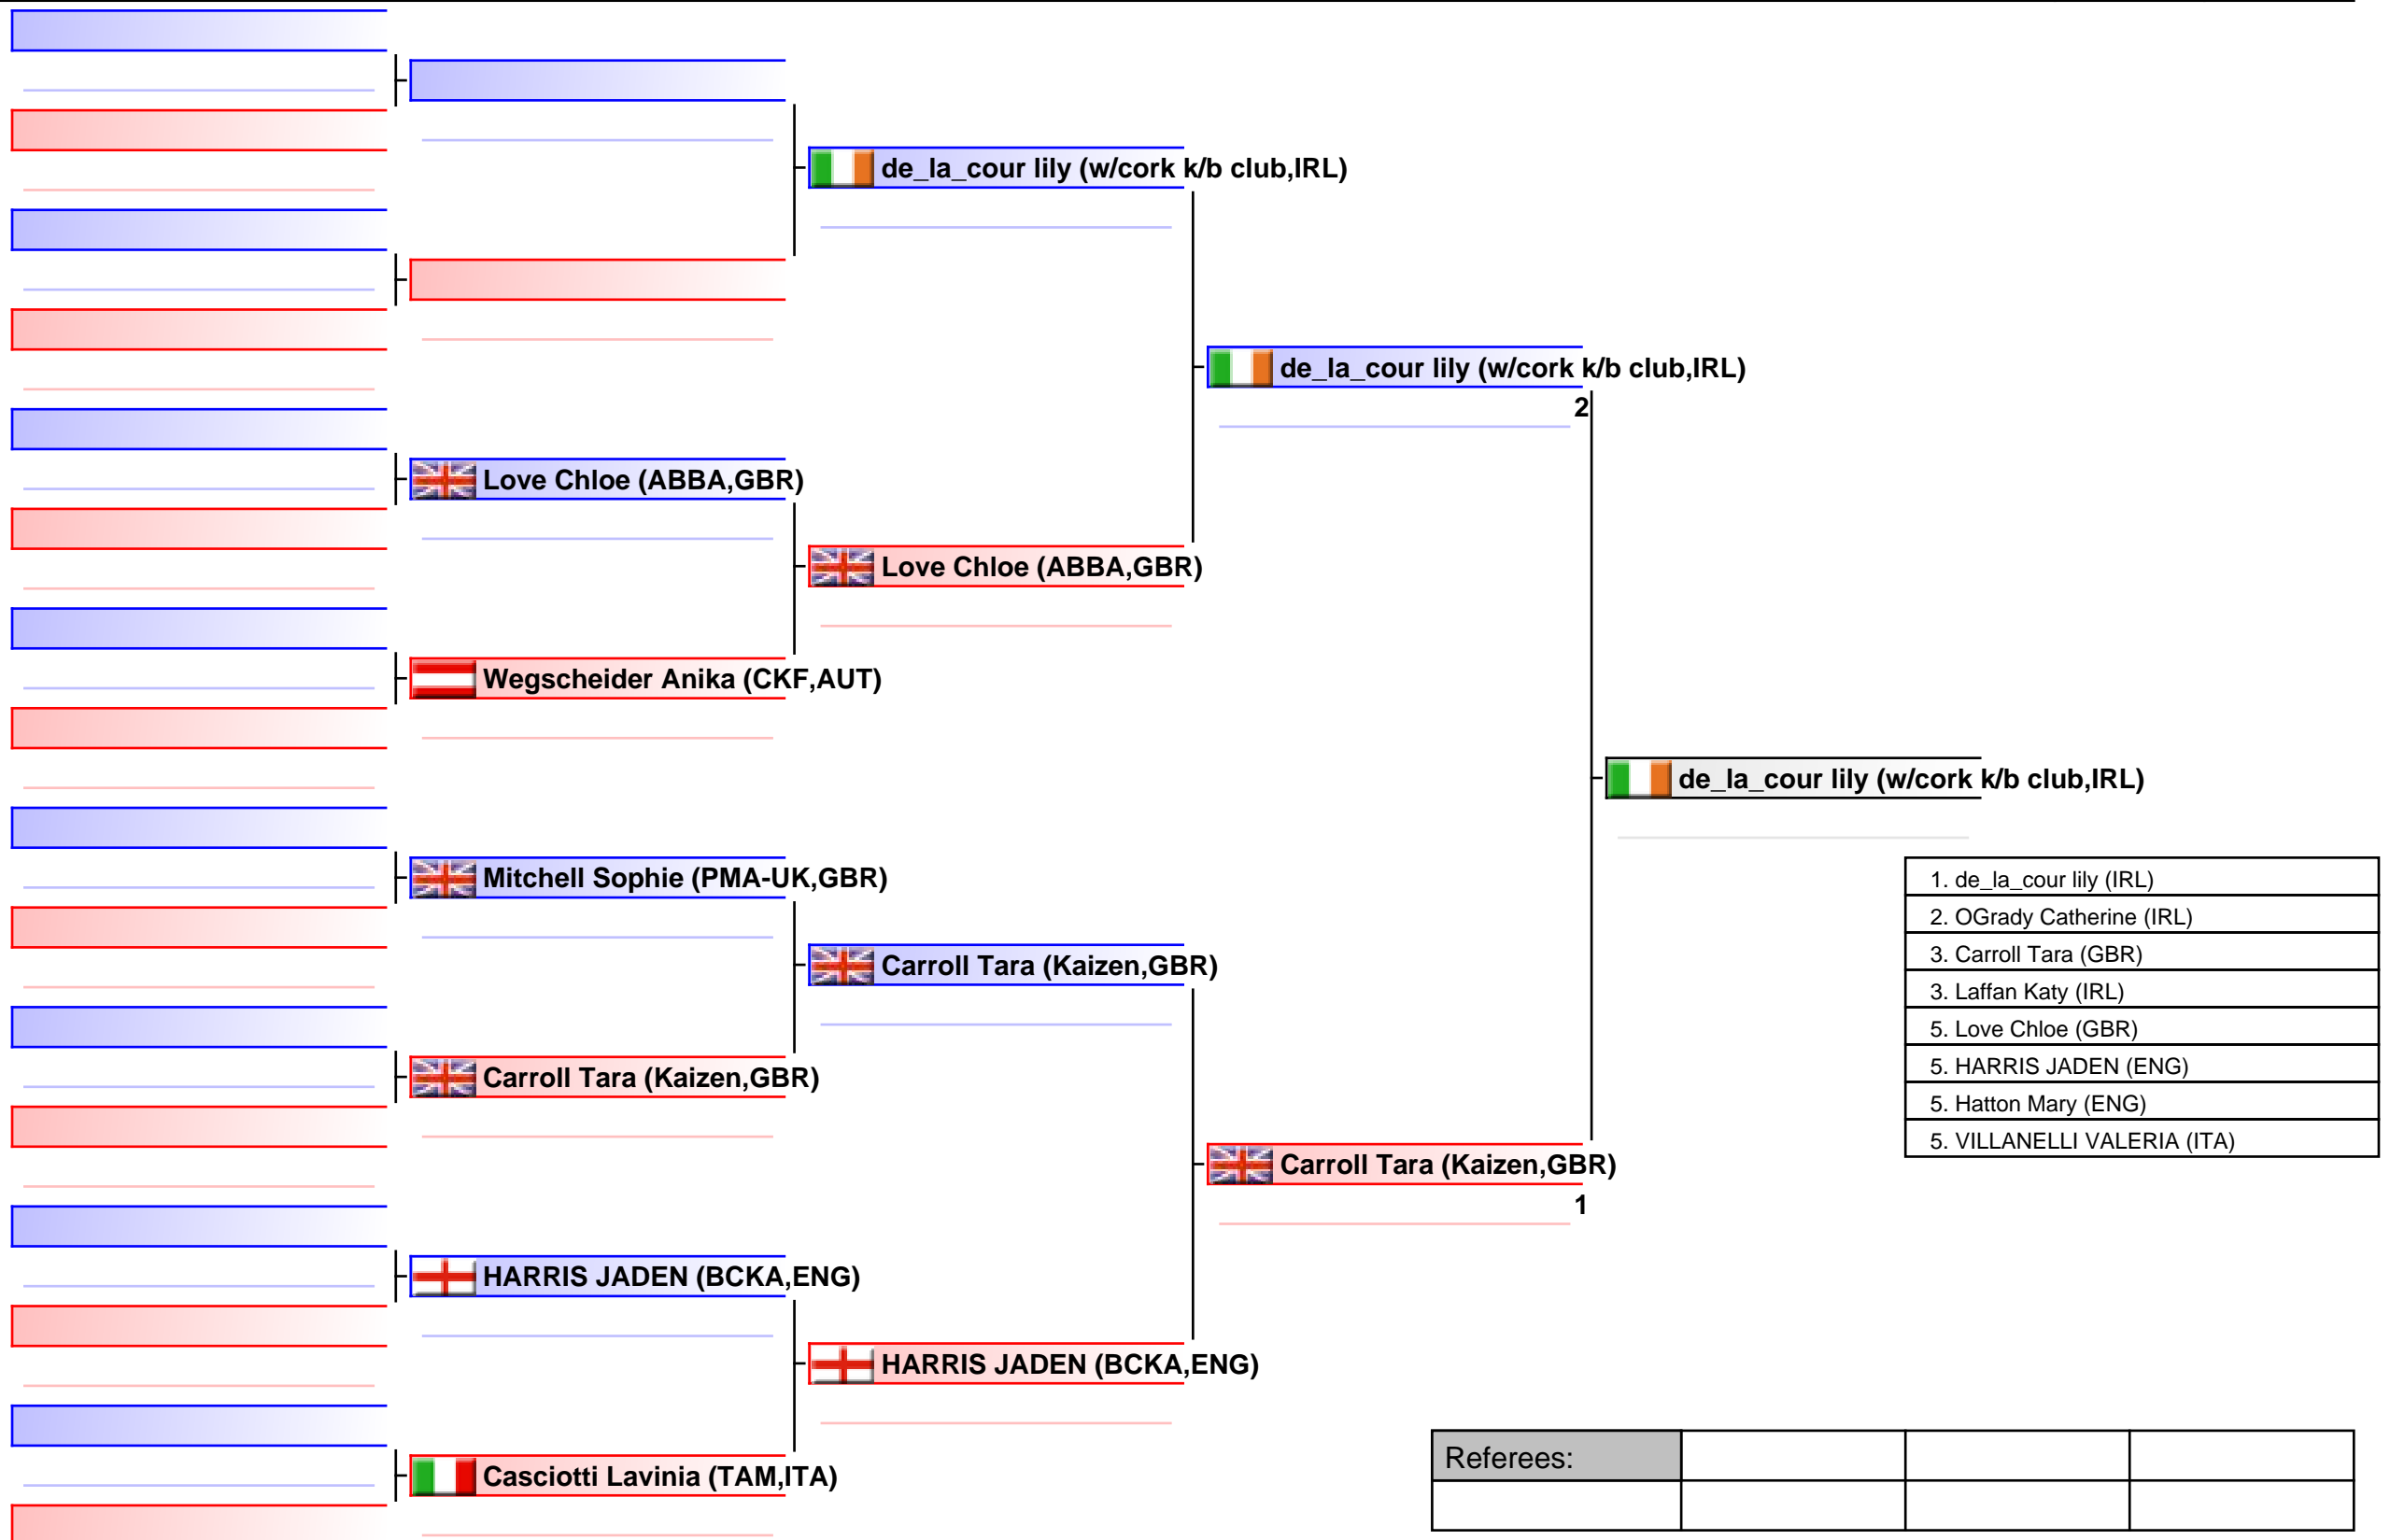 de_la_cour lily (w/cork k/b club,IRL)
de_la_cour lily (w/cork k/b club,IRL)
2
Love Chloe (ABBA,GBR)
Love Chloe (ABBA,GBR)
Wegscheider Anika (CKF,AUT)
de_la_cour lily (w/cork k/b club,IRL)
Mitchell Sophie (PMA-UK,GBR)
Carroll Tara (Kaizen,GBR)
Carroll Tara (Kaizen,GBR)
Carroll Tara (Kaizen,GBR)
1
HARRIS JADEN (BCKA,ENG)
HARRIS JADEN (BCKA,ENG)
Casciotti Lavinia (TAM,ITA)
1. de_la_cour lily (IRL)
2. OGrady Catherine (IRL)
3. Carroll Tara (GBR)
3. Laffan Katy (IRL)
5. Love Chloe (GBR)
5. HARRIS JADEN (ENG)
5. Hatton Mary (ENG)
5. VILLANELLI VALERIA (ITA)
Referees: